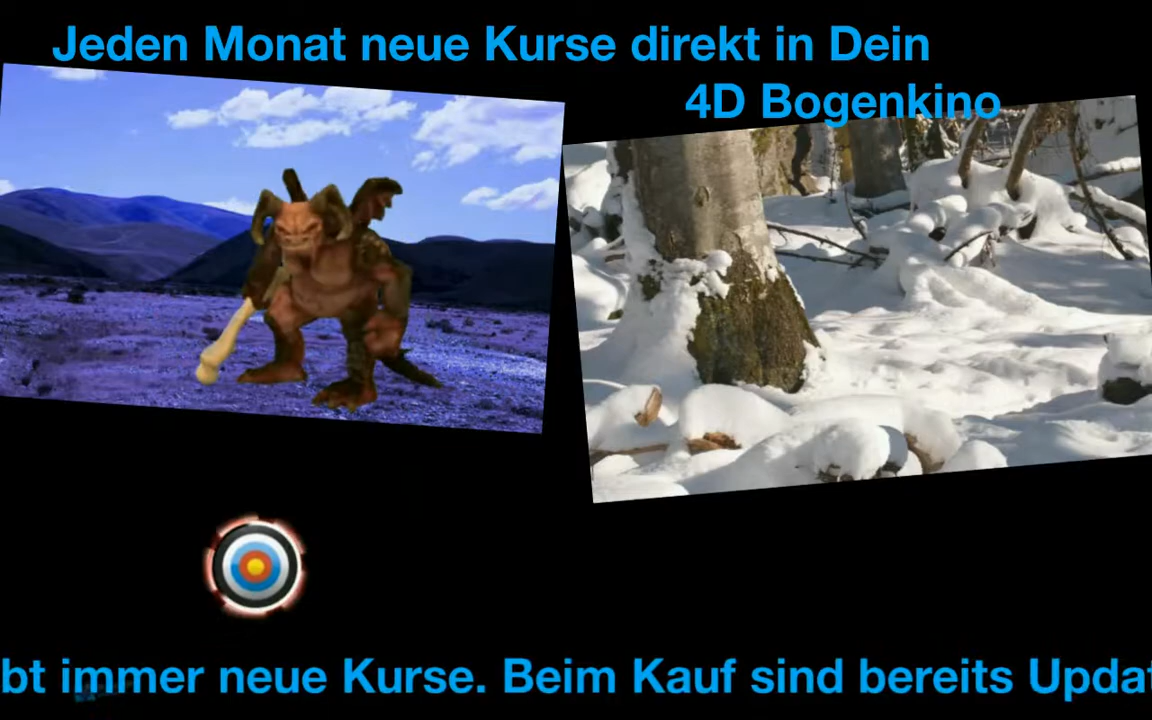 Jeden Monat neue Kurse direkt in Dein
4D Bogenkino
immer neue Kurse. Beim Kauf sind bereits